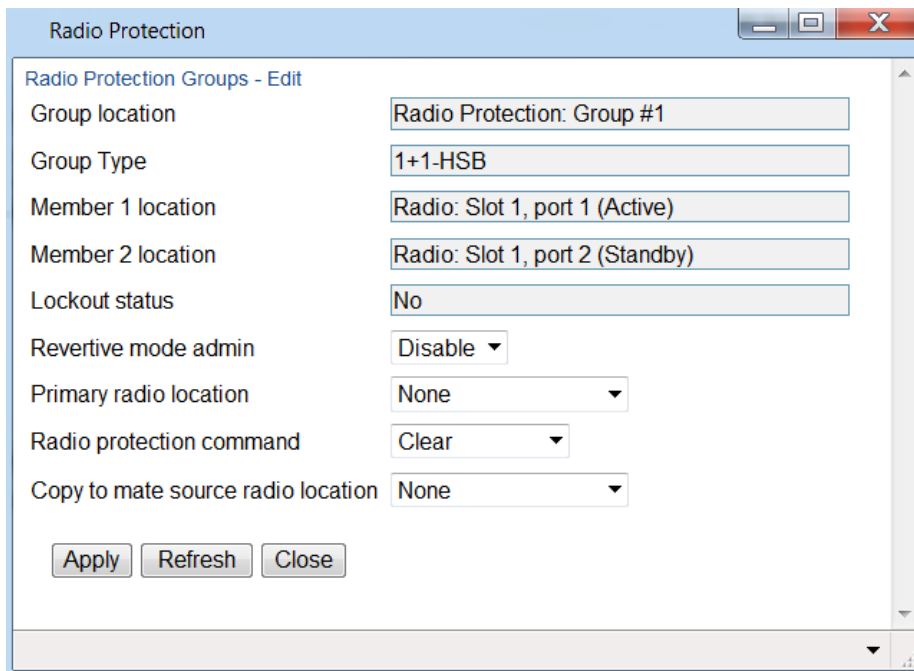 Radio Protection
Radio Protection Groups - Edit
Group location Radio Protection: Group #1
Group Type 1+1-HSB
Member 1 location Radio: Slot 1, port 1 (Active)
Member 2 location Radio: Slot 1, port 2 (Standby)
Lockout status No
Revertive mode admin Disable
Primary radio location None
Radio protection command Clear
Copy to mate source radio location None
Apply Refresh Close